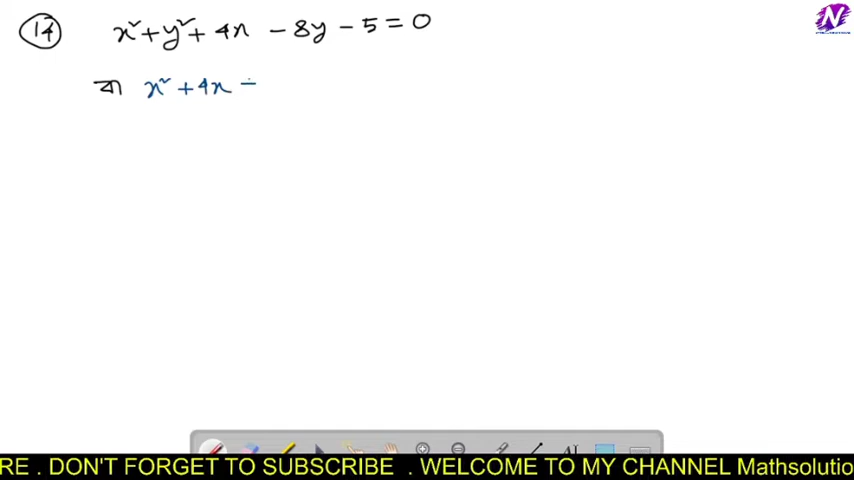 (14) x² + y² + 4x - 8y - 5 = 0
বা x² + 4x -
N
RE . DON'T FORGET TO SUBSCRIBE . WELCOME TO MY CHANNEL Mathsolutio